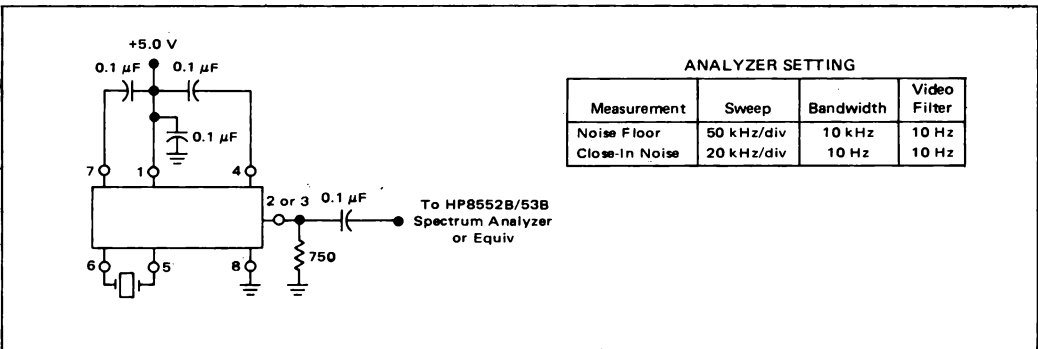 +5.0 V
0.1 µF 0.1 µF
0.1 µF
7 1 4
2 or 3 0.1 µF
To HP8552B/53B
Spectrum Analyzer
or Equiv
750
6 5 8
ANALYZER SETTING
Measurement Sweep Bandwidth Video Filter
Noise Floor 50 kHz/div 10 kHz 10 Hz
Close-In Noise 20 kHz/div 10 Hz 10 Hz